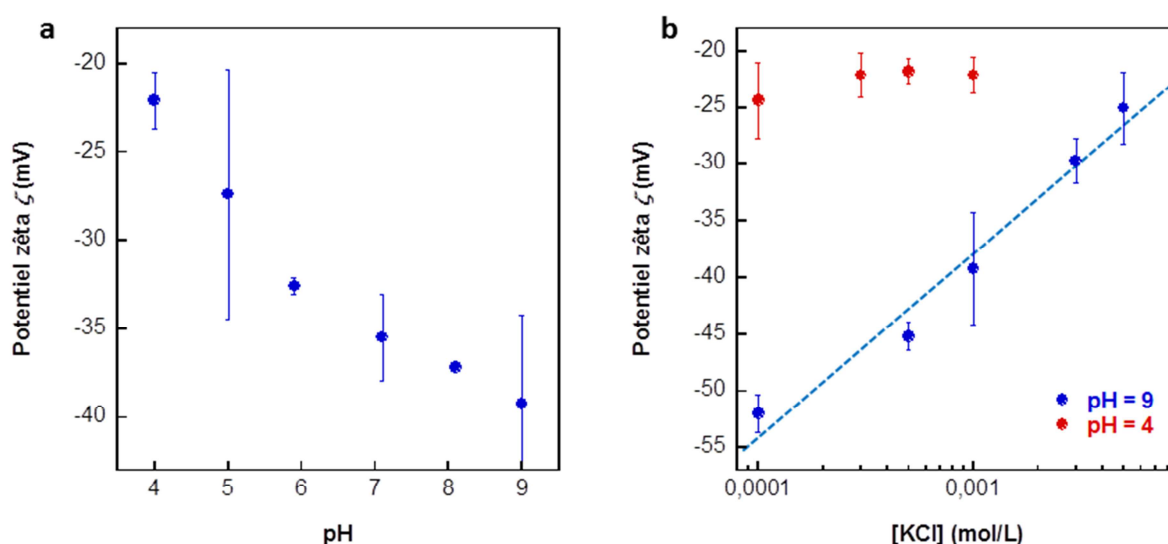 a
-20
-25
-30
-35
-40
Potentiel zêta ζ (mV)
4 5 6 7 8 9
pH
b
-20
-25
-30
-35
-40
-45
-50
-55
Potentiel zêta ζ (mV)
pH = 9
pH = 4
0,0001 0,001
[KCl] (mol/L)